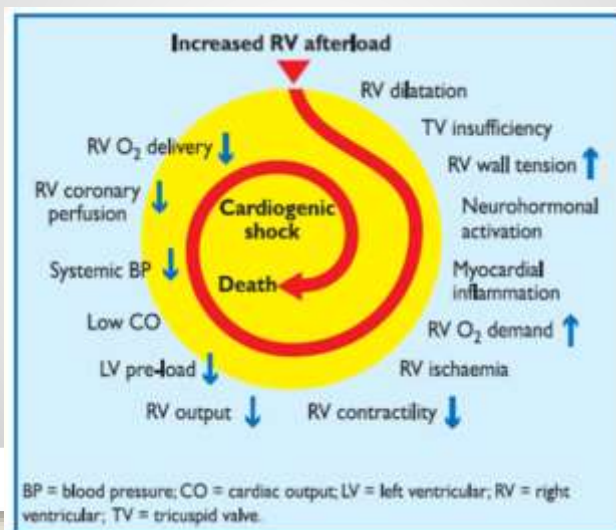 Increased RV afterload
RV dilatation
TV insufficiency
RV wall tension
Neurohormonal
activation
Myocardial
inflammation
RV O₂ demand
RV ischaemia
RV contractility
RV output
LV pre-load
Low CO
Systemic BP
RV coronary
perfusion
RV O₂ delivery
Cardiogenic
shock
Death
BP = blood pressure; CO = cardiac output; LV = left ventricular; RV = right
ventricular; TV = tricuspid valve.